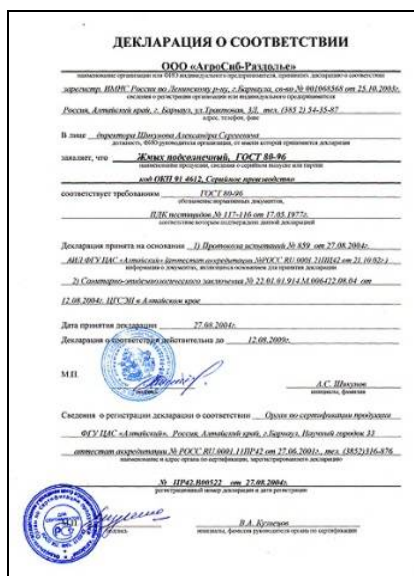 ДЕКЛАРАЦИЯ О СООТВЕТСТВИИ
ООО «АгроСиб-Раздолье»
наименование организации или ФИО индивидуального предпринимателя, принявших декларацию о соответствии
зарегистр. ИМНС России по Ленинскому р-ну, г.Барнаула, св-во № 001068568 от 25.10.2003г.
сведения о регистрации организации или индивидуального предпринимателя
Россия, Алтайский край, г. Барнаул, ул.Трактовая, 3Д, тел. (385 2) 54-35-87
адрес, телефон, факс
В лице директора Шикунова Александра Сергеевича
должность, ФИО руководителя организации, от имени которой принимается декларация
заявляет, что Жмых подсолнечный, ГОСТ 80-96
наименование продукции, сведения о серийном выпуске или партии
код ОКП 91 4612, Серийное производство
соответствует требованиям ГОСТ 80-96
обозначение нормативных документов,
ПДК пестицидов № 117-116 от 17.05.1977г.
соответствие которым подтверждено данной декларацией
Декларация принята на основании 1) Протокола испытаний № 859 от 27.08.2004г.
АИЛ ФГУ ЦАС «Алтайский» (аттестат аккредитации №РОСС RU.0001.21ПЦ42 от 21.10.02г.)
информация о документах, являющихся основанием для принятия декларации
2) Санитарно-эпидемиологического заключения № 22.01.01.914.М.006422.08.04 от
12.08.2004г. ЦГСЭН в Алтайском крае
Дата принятия декларации 27.08.2004г.
Декларация о соответствии действительна до 12.08.2009г.
М.П.
подпись
А.С. Шикунов
инициалы, фамилия
Сведения о регистрации декларации о соответствии Орган по сертификации продукции
ФГУ ЦАС «Алтайский», Россия, Алтайский край, г.Барнаул, Научный городок 33
аттестат аккредитации № РОСС RU.0001.11ПР42 от 27.06.2001г., тел. (3852)316-876
наименование и адрес органа по сертификации, зарегистрировавшего декларацию
№ ПР42.В00522 от 27.08.2004г.
регистрационный номер декларации и дата регистрации
М.П.
подпись
В.А. Кузнецов
инициалы, фамилия руководителя органа по сертификации